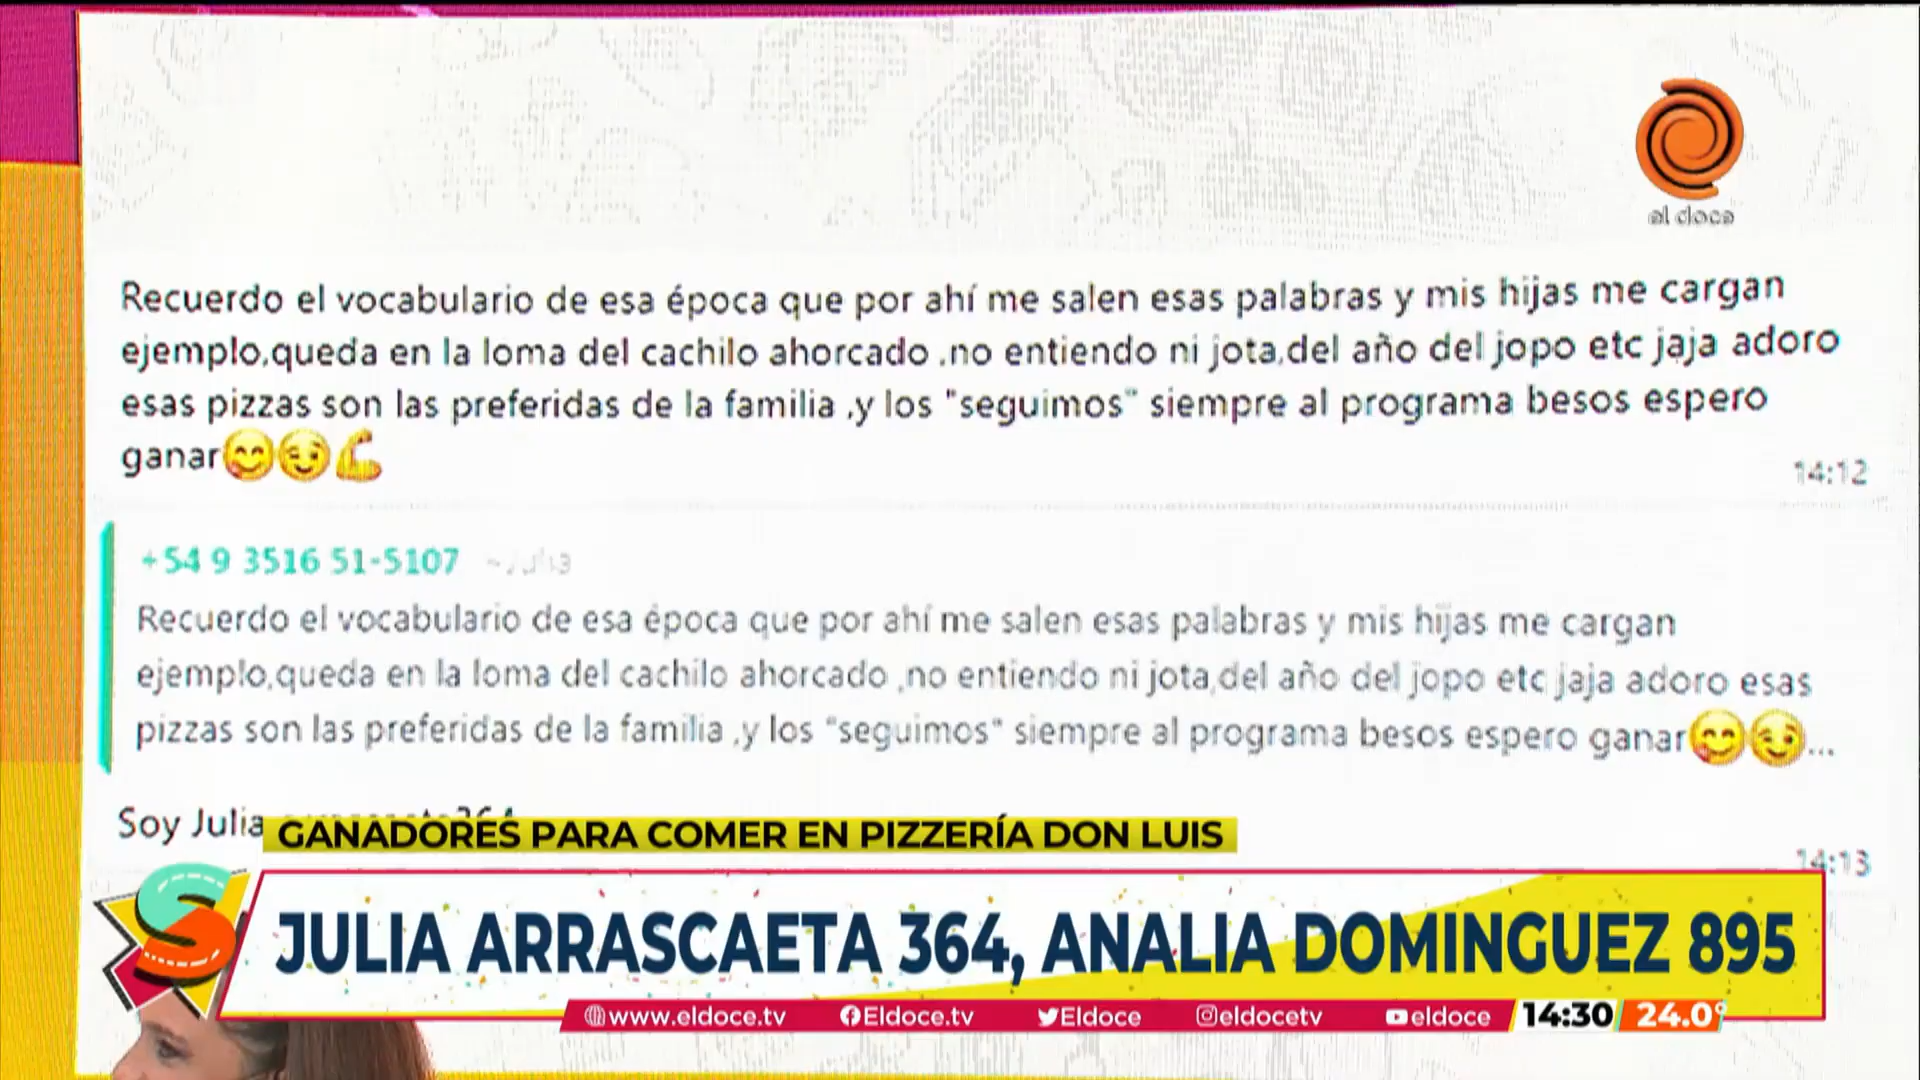 el doce
Recuerdo el vocabulario de esa época que por ahí me salen esas palabras y mis hijas me cargan
ejemplo,queda en la loma del cachilo ahorcado ,no entiendo ni jota,del año del jopo etc jaja adoro
esas pizzas son las preferidas de la familia ,y los "seguimos" siempre al programa besos espero
ganar😋😉💪
14:12
+54 9 3516 51-5107 ~Julia
Recuerdo el vocabulario de esa época que por ahí me salen esas palabras y mis hijas me cargan
ejemplo,queda en la loma del cachilo ahorcado ,no entiendo ni jota,del año del jopo etc jaja adoro esas
pizzas son las preferidas de la familia ,y los "seguimos" siempre al programa besos espero ganar😋😉...
Soy Julia
14:13
GANADORES PARA COMER EN PIZZERÍA DON LUIS
S
JULIA ARRASCAETA 364, ANALIA DOMINGUEZ 895
www.eldoce.tv Eldoce.tv Eldoce eldocetv eldoce 14:30 24.0°